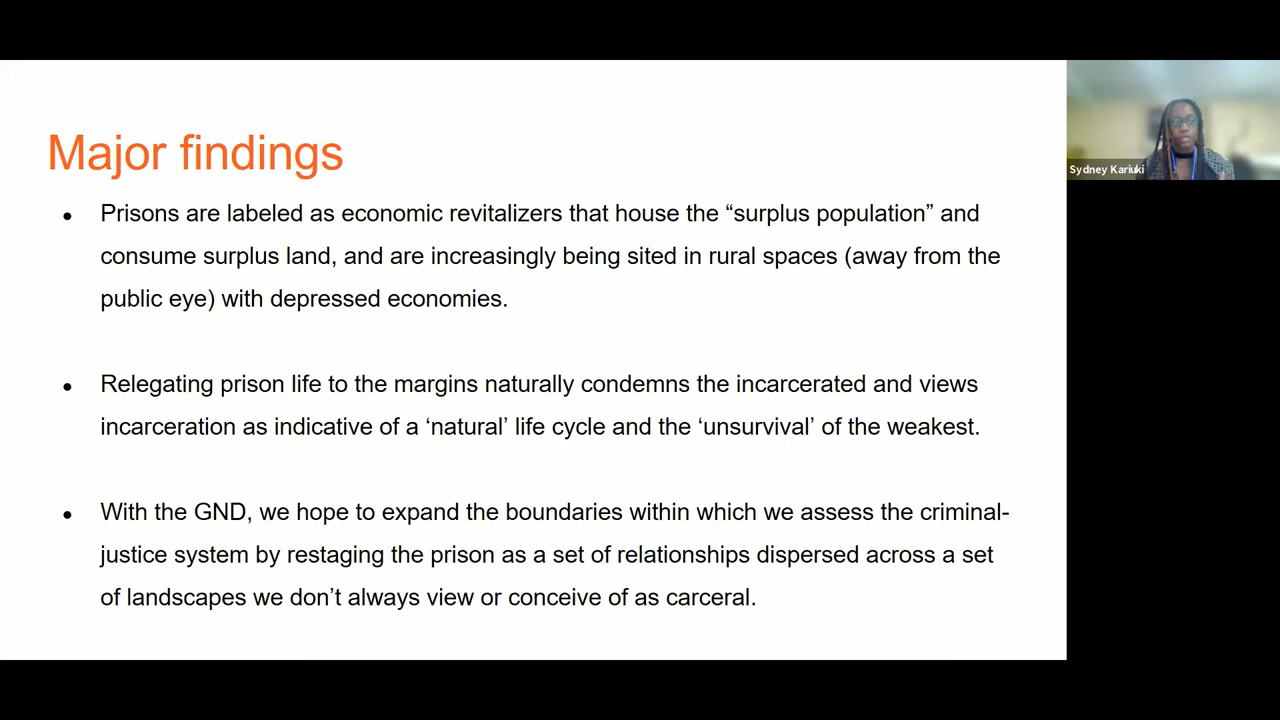 Major findings
Sydney Kariuki
● Prisons are labeled as economic revitalizers that house the “surplus population” and
consume surplus land, and are increasingly being sited in rural spaces (away from the
public eye) with depressed economies.
● Relegating prison life to the margins naturally condemns the incarcerated and views
incarceration as indicative of a ‘natural’ life cycle and the ‘unsurvival’ of the weakest.
● With the GND, we hope to expand the boundaries within which we assess the criminal-
justice system by restaging the prison as a set of relationships dispersed across a set
of landscapes we don’t always view or conceive of as carceral.